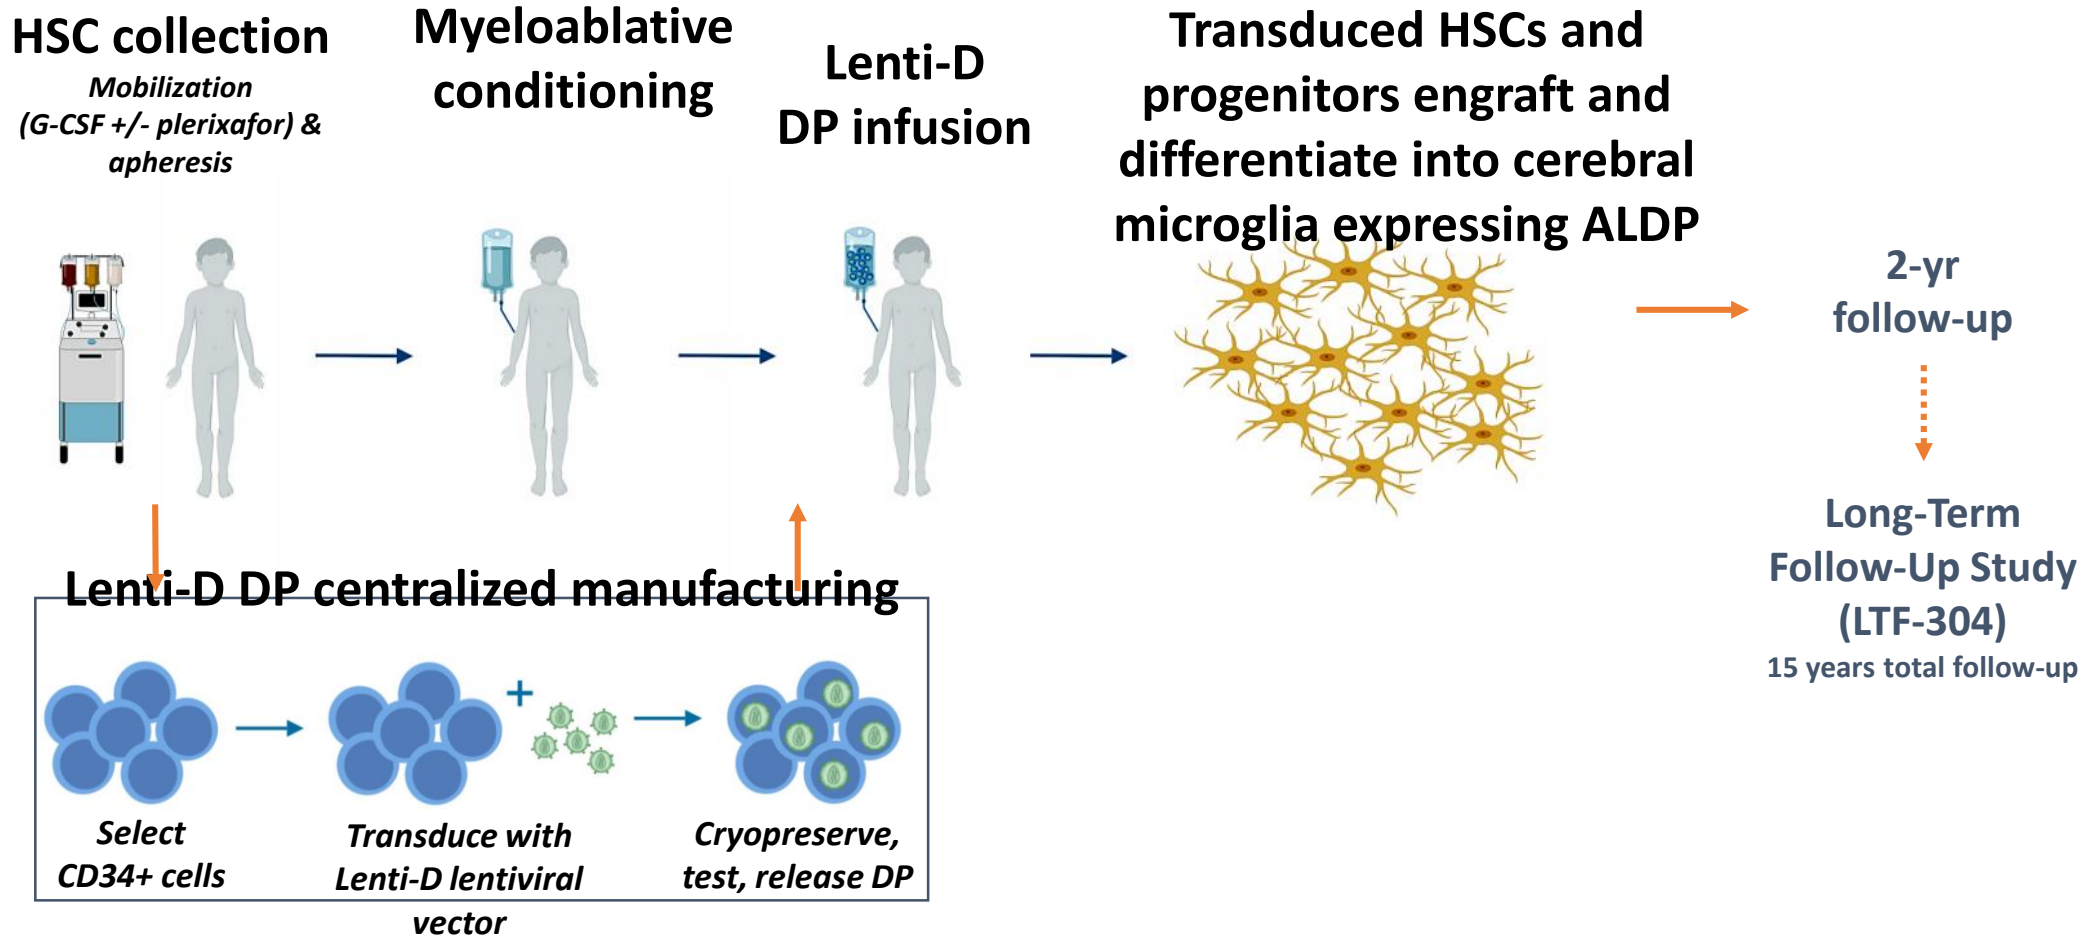 HSC collection
Mobilization
(G-CSF +/- plerixafor) &
apheresis
Myeloablative
conditioning
Lenti-D
DP infusion
Transduced HSCs and
progenitors engraft and
differentiate into cerebral
microglia expressing ALDP
2-yr
follow-up
Long-Term
Follow-Up Study
(LTF-304)
15 years total follow-up
Lenti-D DP centralized manufacturing
+
Select
CD34+ cells
Transduce with
Lenti-D lentiviral
vector
Cryopreserve,
test, release DP